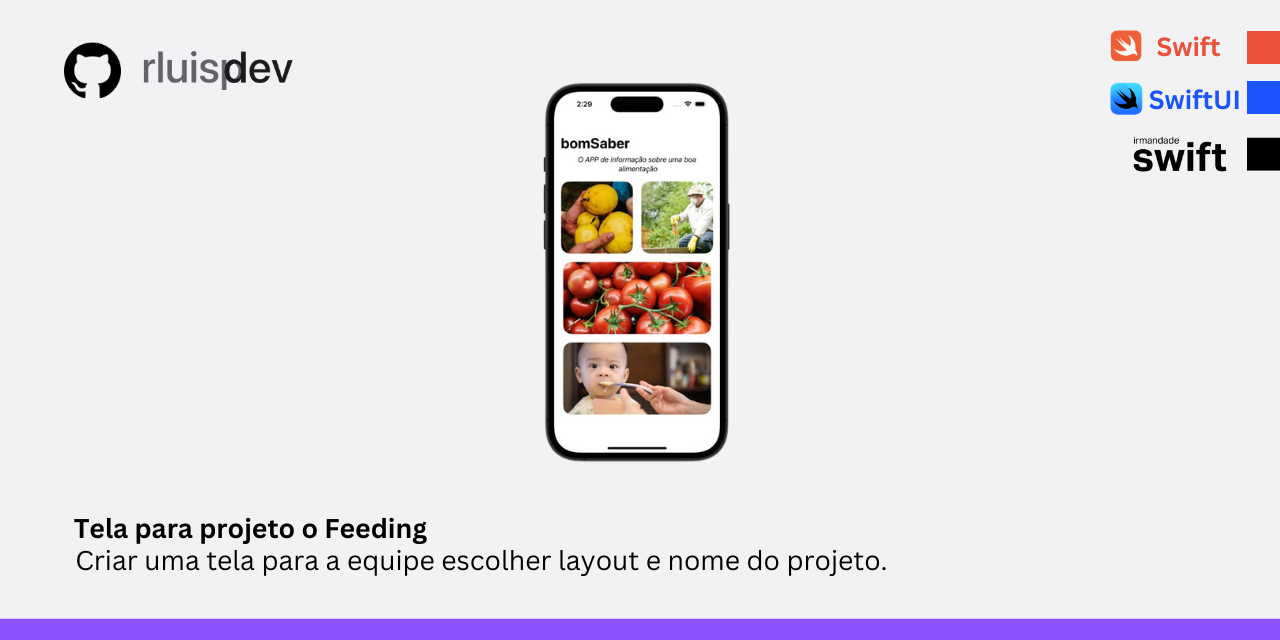 rluispdev
Swift
SwiftUI
irmandade
swift
2:29
bomSaber
O APP de informação sobre uma boa
alimentação
Tela para projeto o Feeding
Criar uma tela para a equipe escolher layout e nome do projeto.